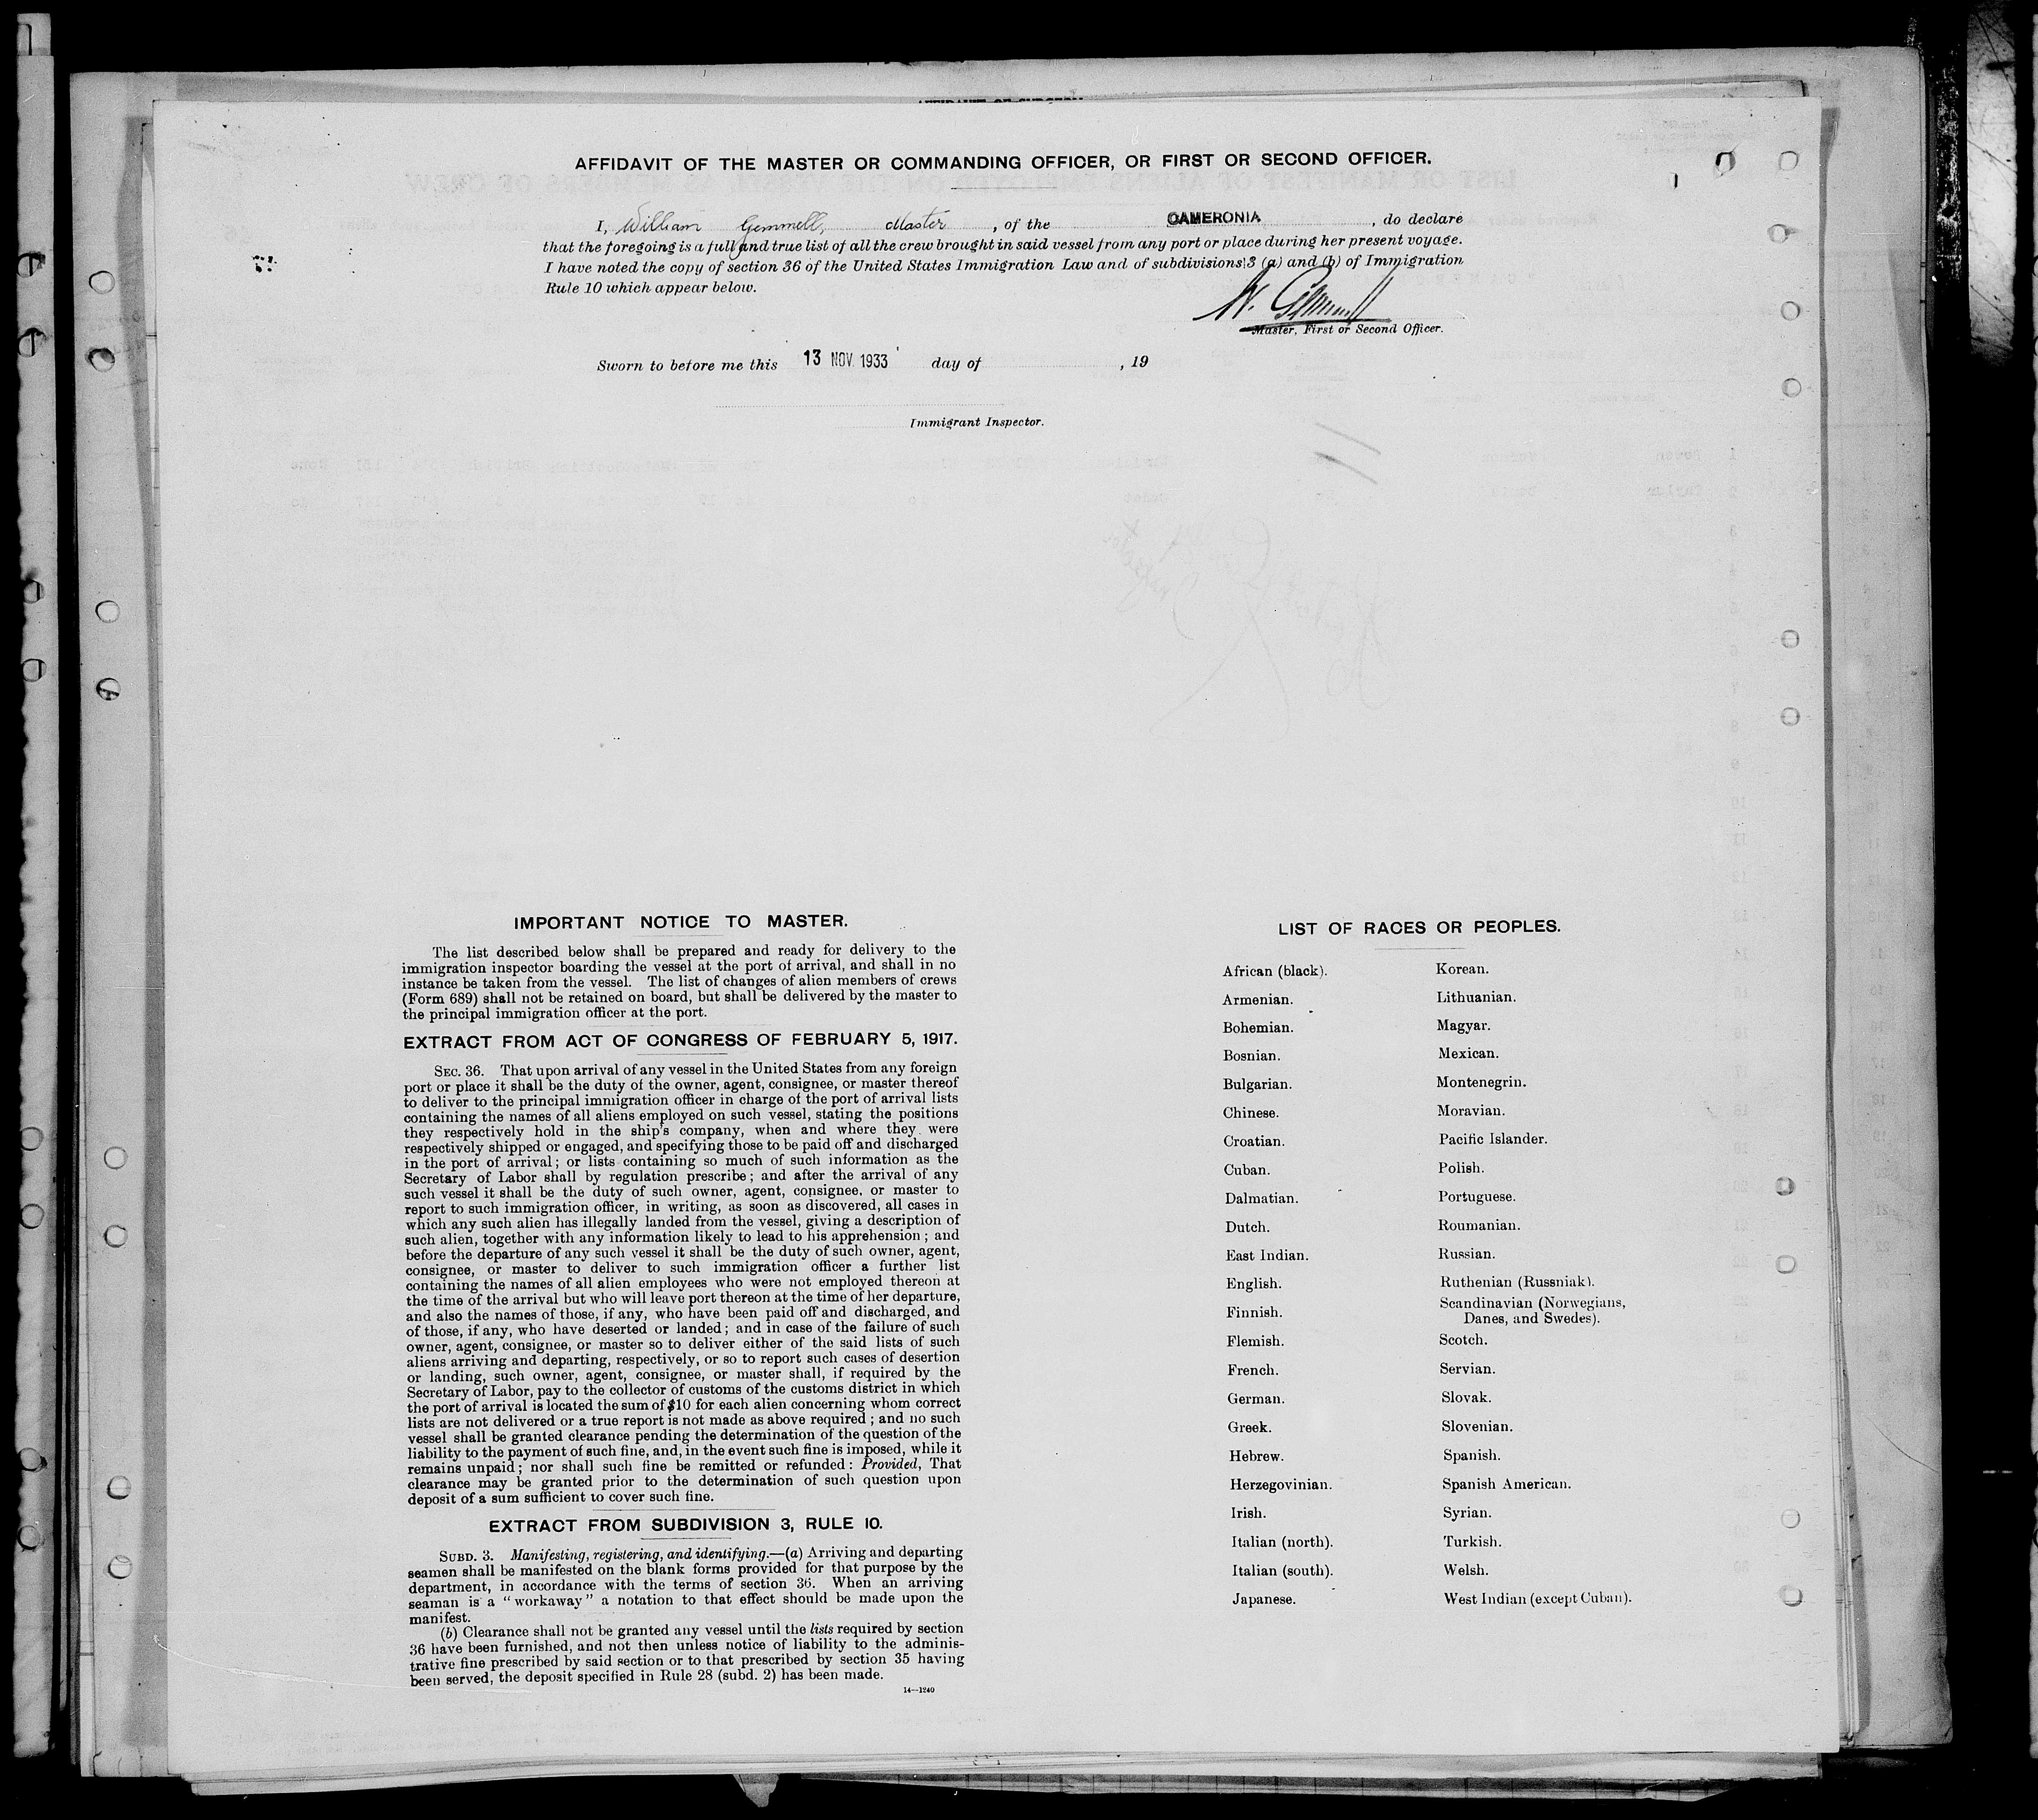 AFFIDAVIT OF THE MASTER OR COMMANDING OFFICER, OR FIRST OR SECOND OFFICER.
I, William Gemmell, Master, of the CAMERONIA, do declare
that the foregoing is a full and true list of all the crew brought in said vessel from any port or place during her present voyage.
I have noted the copy of section 36 of the United States Immigration Law and of subdivisions 3 (a) and (b) of Immigration
Rule 10 which appear below.
W. Gemmell
Master, First or Second Officer.
Sworn to before me this 13 NOV 1933 day of , 19
Immigrant Inspector.
IMPORTANT NOTICE TO MASTER.
The list described below shall be prepared and ready for delivery to the
immigration inspector boarding the vessel at the port of arrival, and shall in no
instance be taken from the vessel. The list of changes of alien members of crews
(Form 689) shall not be retained on board, but shall be delivered by the master to
the principal immigration officer at the port.
EXTRACT FROM ACT OF CONGRESS OF FEBRUARY 5, 1917.
SEC. 36. That upon arrival of any vessel in the United States from any foreign
port or place it shall be the duty of the owner, agent, consignee, or master thereof
to deliver to the principal immigration officer in charge of the port of arrival lists
containing the names of all aliens employed on such vessel, stating the positions
they respectively hold in the ship's company, when and where they were
respectively shipped or engaged, and specifying those to be paid off and discharged
in the port of arrival; or lists containing so much of such information as the
Secretary of Labor shall by regulation prescribe; and after the arrival of any
such vessel it shall be the duty of such owner, agent, consignee, or master to
report to such immigration officer, in writing, as soon as discovered, all cases in
which any such alien has illegally landed from the vessel, giving a description of
such alien, together with any information likely to lead to his apprehension; and
before the departure of any such vessel it shall be the duty of such owner, agent,
consignee, or master to deliver to such immigration officer a further list
containing the names of all alien employees who were not employed thereon at
the time of the arrival but who will leave port thereon at the time of her departure,
and also the names of those, if any, who have been paid off and discharged, and
of those, if any, who have deserted or landed; and in case of the failure of such
owner, agent, consignee, or master so to deliver either of the said lists of such
aliens arriving and departing, respectively, or so to report such cases of desertion
or landing, such owner, agent, consignee, or master shall, if required by the
Secretary of Labor, pay to the collector of customs of the customs district in which
the port of arrival is located the sum of $10 for each alien concerning whom correct
lists are not delivered or a true report is not made as above required; and no such
vessel shall be granted clearance pending the determination of the question of the
liability to the payment of such fine, and, in the event such fine is imposed, while it
remains unpaid; nor shall such fine be remitted or refunded: Provided, That
clearance may be granted prior to the determination of such question upon
deposit of a sum sufficient to cover such fine.
EXTRACT FROM SUBDIVISION 3, RULE 10.
SUBD. 3. Manifesting, registering, and identifying.—(a) Arriving and departing
seamen shall be manifested on the blank forms provided for that purpose by the
department, in accordance with the terms of section 36. When an arriving
seaman is a "workaway" a notation to that effect should be made upon the
manifest.
(b) Clearance shall not be granted any vessel until the lists required by section
36 have been furnished, and not then unless notice of liability to the adminis-
trative fine prescribed by said section or to that prescribed by section 35 having
been served, the deposit specified in Rule 28 (subd. 2) has been made.
14—1240
LIST OF RACES OR PEOPLES.
African (black).
Armenian.
Bohemian.
Bosnian.
Bulgarian.
Chinese.
Croatian.
Cuban.
Dalmatian.
Dutch.
East Indian.
English.
Finnish.
Flemish.
French.
German.
Greek.
Hebrew.
Herzegovinian.
Irish.
Italian (north).
Italian (south).
Japanese.
Korean.
Lithuanian.
Magyar.
Mexican.
Montenegrin.
Moravian.
Pacific Islander.
Polish.
Portuguese.
Roumanian.
Russian.
Ruthenian (Russniak).
Scandinavian (Norwegians,
Danes, and Swedes).
Scotch.
Servian.
Slovak.
Slovenian.
Spanish.
Spanish American.
Syrian.
Turkish.
Welsh.
West Indian (except Cuban).